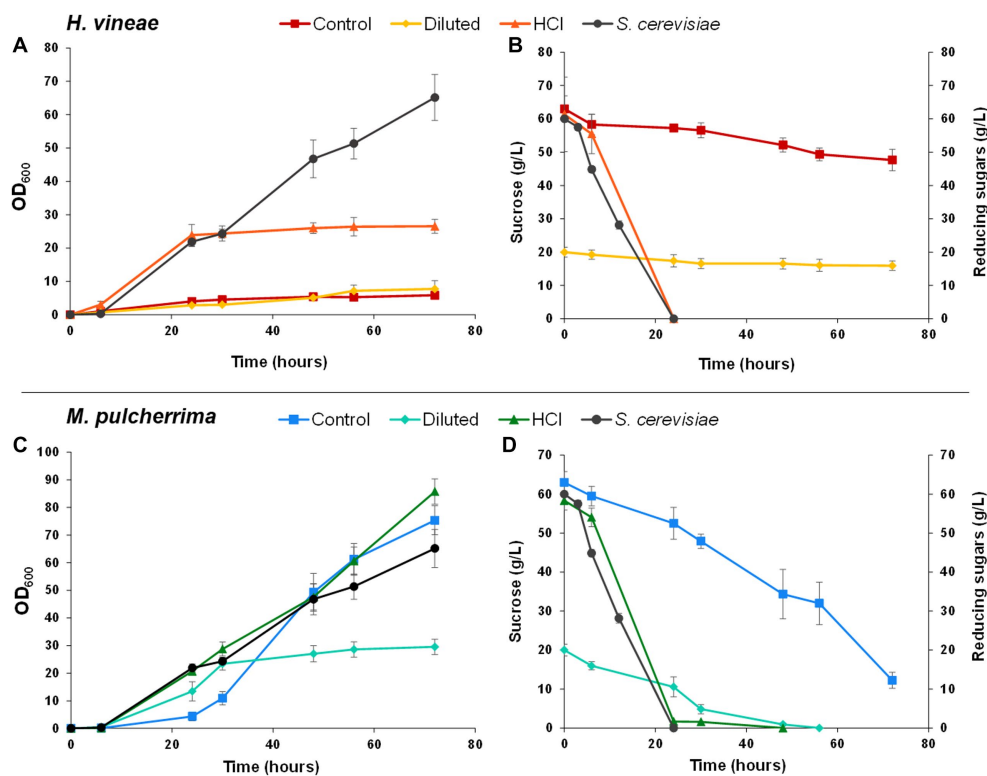 H. vineae
Control Diluted HCl S. cerevisiae
A
80
70
60
50
40
30
20
10
0
OD600
0 20 40 60 80
Time (hours)
B
80
70
60
50
40
30
20
10
0
Sucrose (g/L)
80
70
60
50
40
30
20
10
0
Reducing sugars (g/L)
0 20 40 60 80
Time (hours)
M. pulcherrima
Control Diluted HCl S. cerevisiae
C
100
90
80
70
60
50
40
30
20
10
0
OD600
0 20 40 60 80
Time (hours)
D
70
60
50
40
30
20
10
0
Sucrose (g/L)
70
60
50
40
30
20
10
0
Reducing sugars (g/L)
0 20 40 60 80
Time (hours)